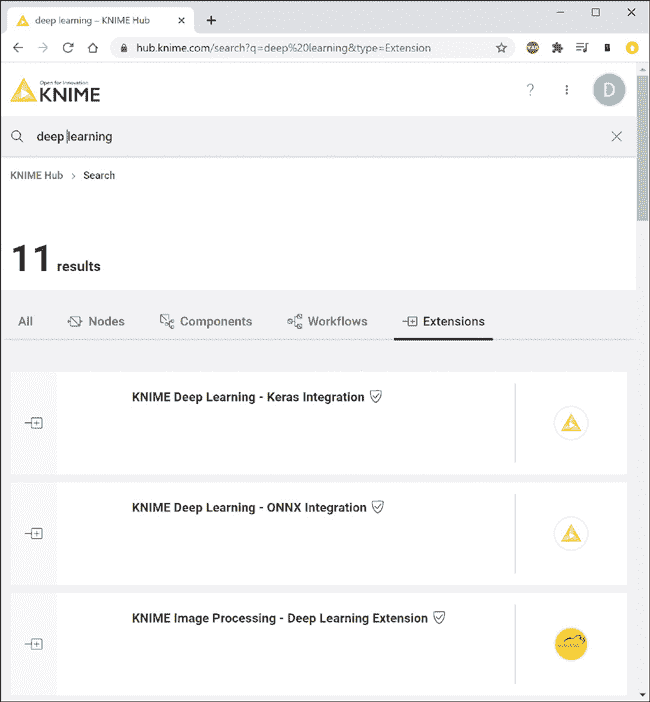 deep learning – KNIME Hub
hub.knime.com/search?q=deep%20learning&type=Extension
Open for Innovation
KNIME
D
deep learning
KNIME Hub > Search
11 results
All Nodes Components Workflows Extensions
KNIME Deep Learning - Keras Integration
KNIME Deep Learning - ONNX Integration
KNIME Image Processing - Deep Learning Extension